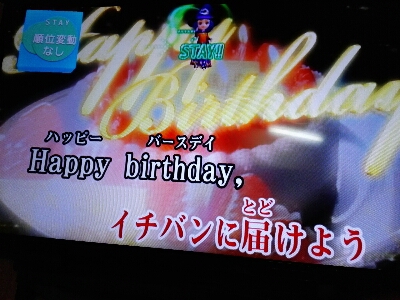 STAY
順位変動
なし
STAY!!
Happy
Birthday
ハッピー バースデイ
Happy birthday,
とど
イチバンに届けよう